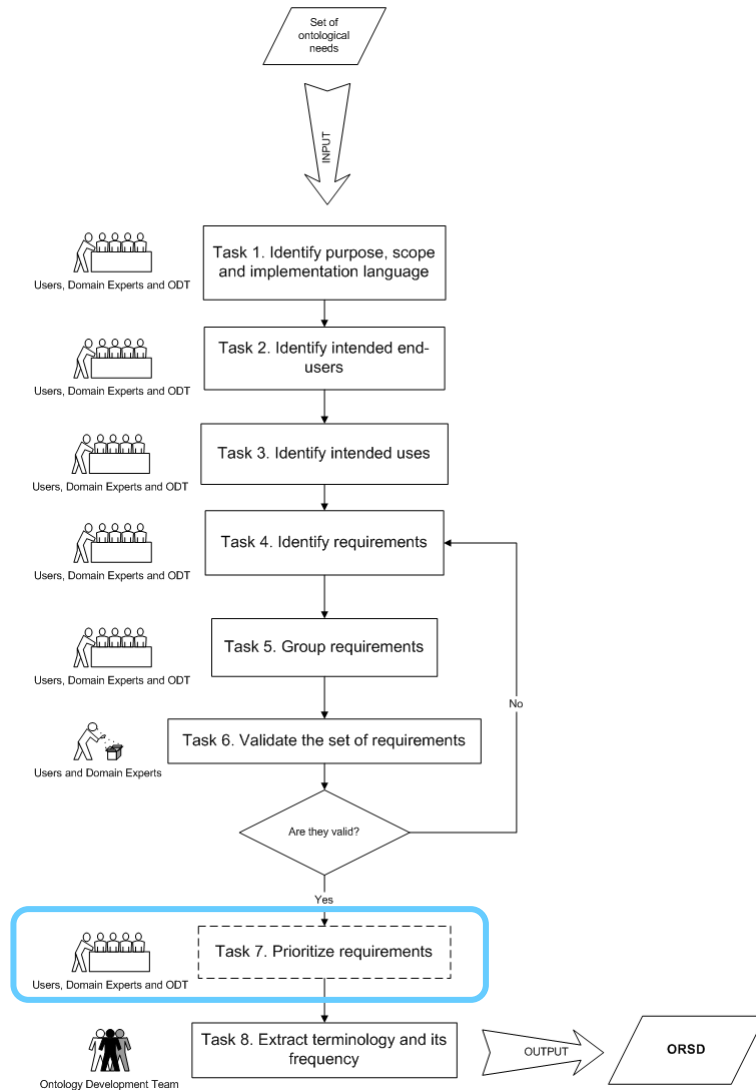 Set of
ontological
needs
INPUT
Task 1. Identify purpose, scope
and implementation language
Users, Domain Experts and ODT
Task 2. Identify intended end-
users
Users, Domain Experts and ODT
Task 3. Identify intended uses
Users, Domain Experts and ODT
Task 4. Identify requirements
Users, Domain Experts and ODT
Task 5. Group requirements
Users, Domain Experts and ODT
No
Task 6. Validate the set of requirements
Users and Domain Experts
Are they valid?
Yes
Task 7. Prioritize requirements
Users, Domain Experts and ODT
Task 8. Extract terminology and its
frequency
Ontology Development Team
OUTPUT
ORSD